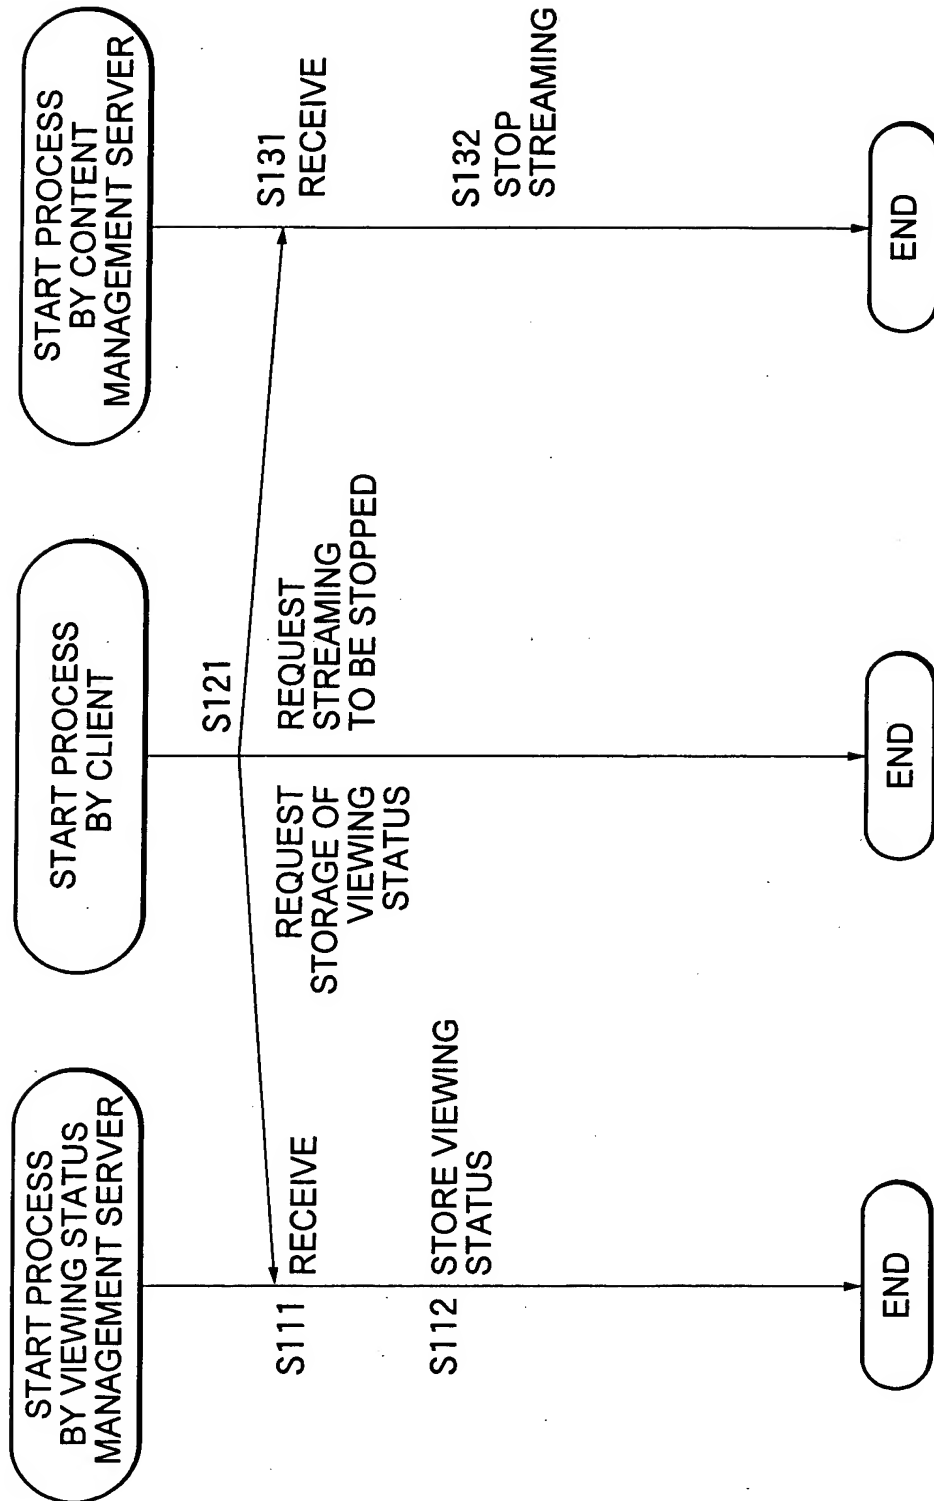 START PROCESS
BY VIEWING STATUS
MANAGEMENT SERVER
START PROCESS
BY CLIENT
START PROCESS
BY CONTENT
MANAGEMENT SERVER
S121
S111
RECEIVE
REQUEST
STORAGE OF
VIEWING
STATUS
REQUEST
STREAMING
TO BE STOPPED
S131
RECEIVE
S112
STORE VIEWING
STATUS
S132
STOP
STREAMING
END
END
END